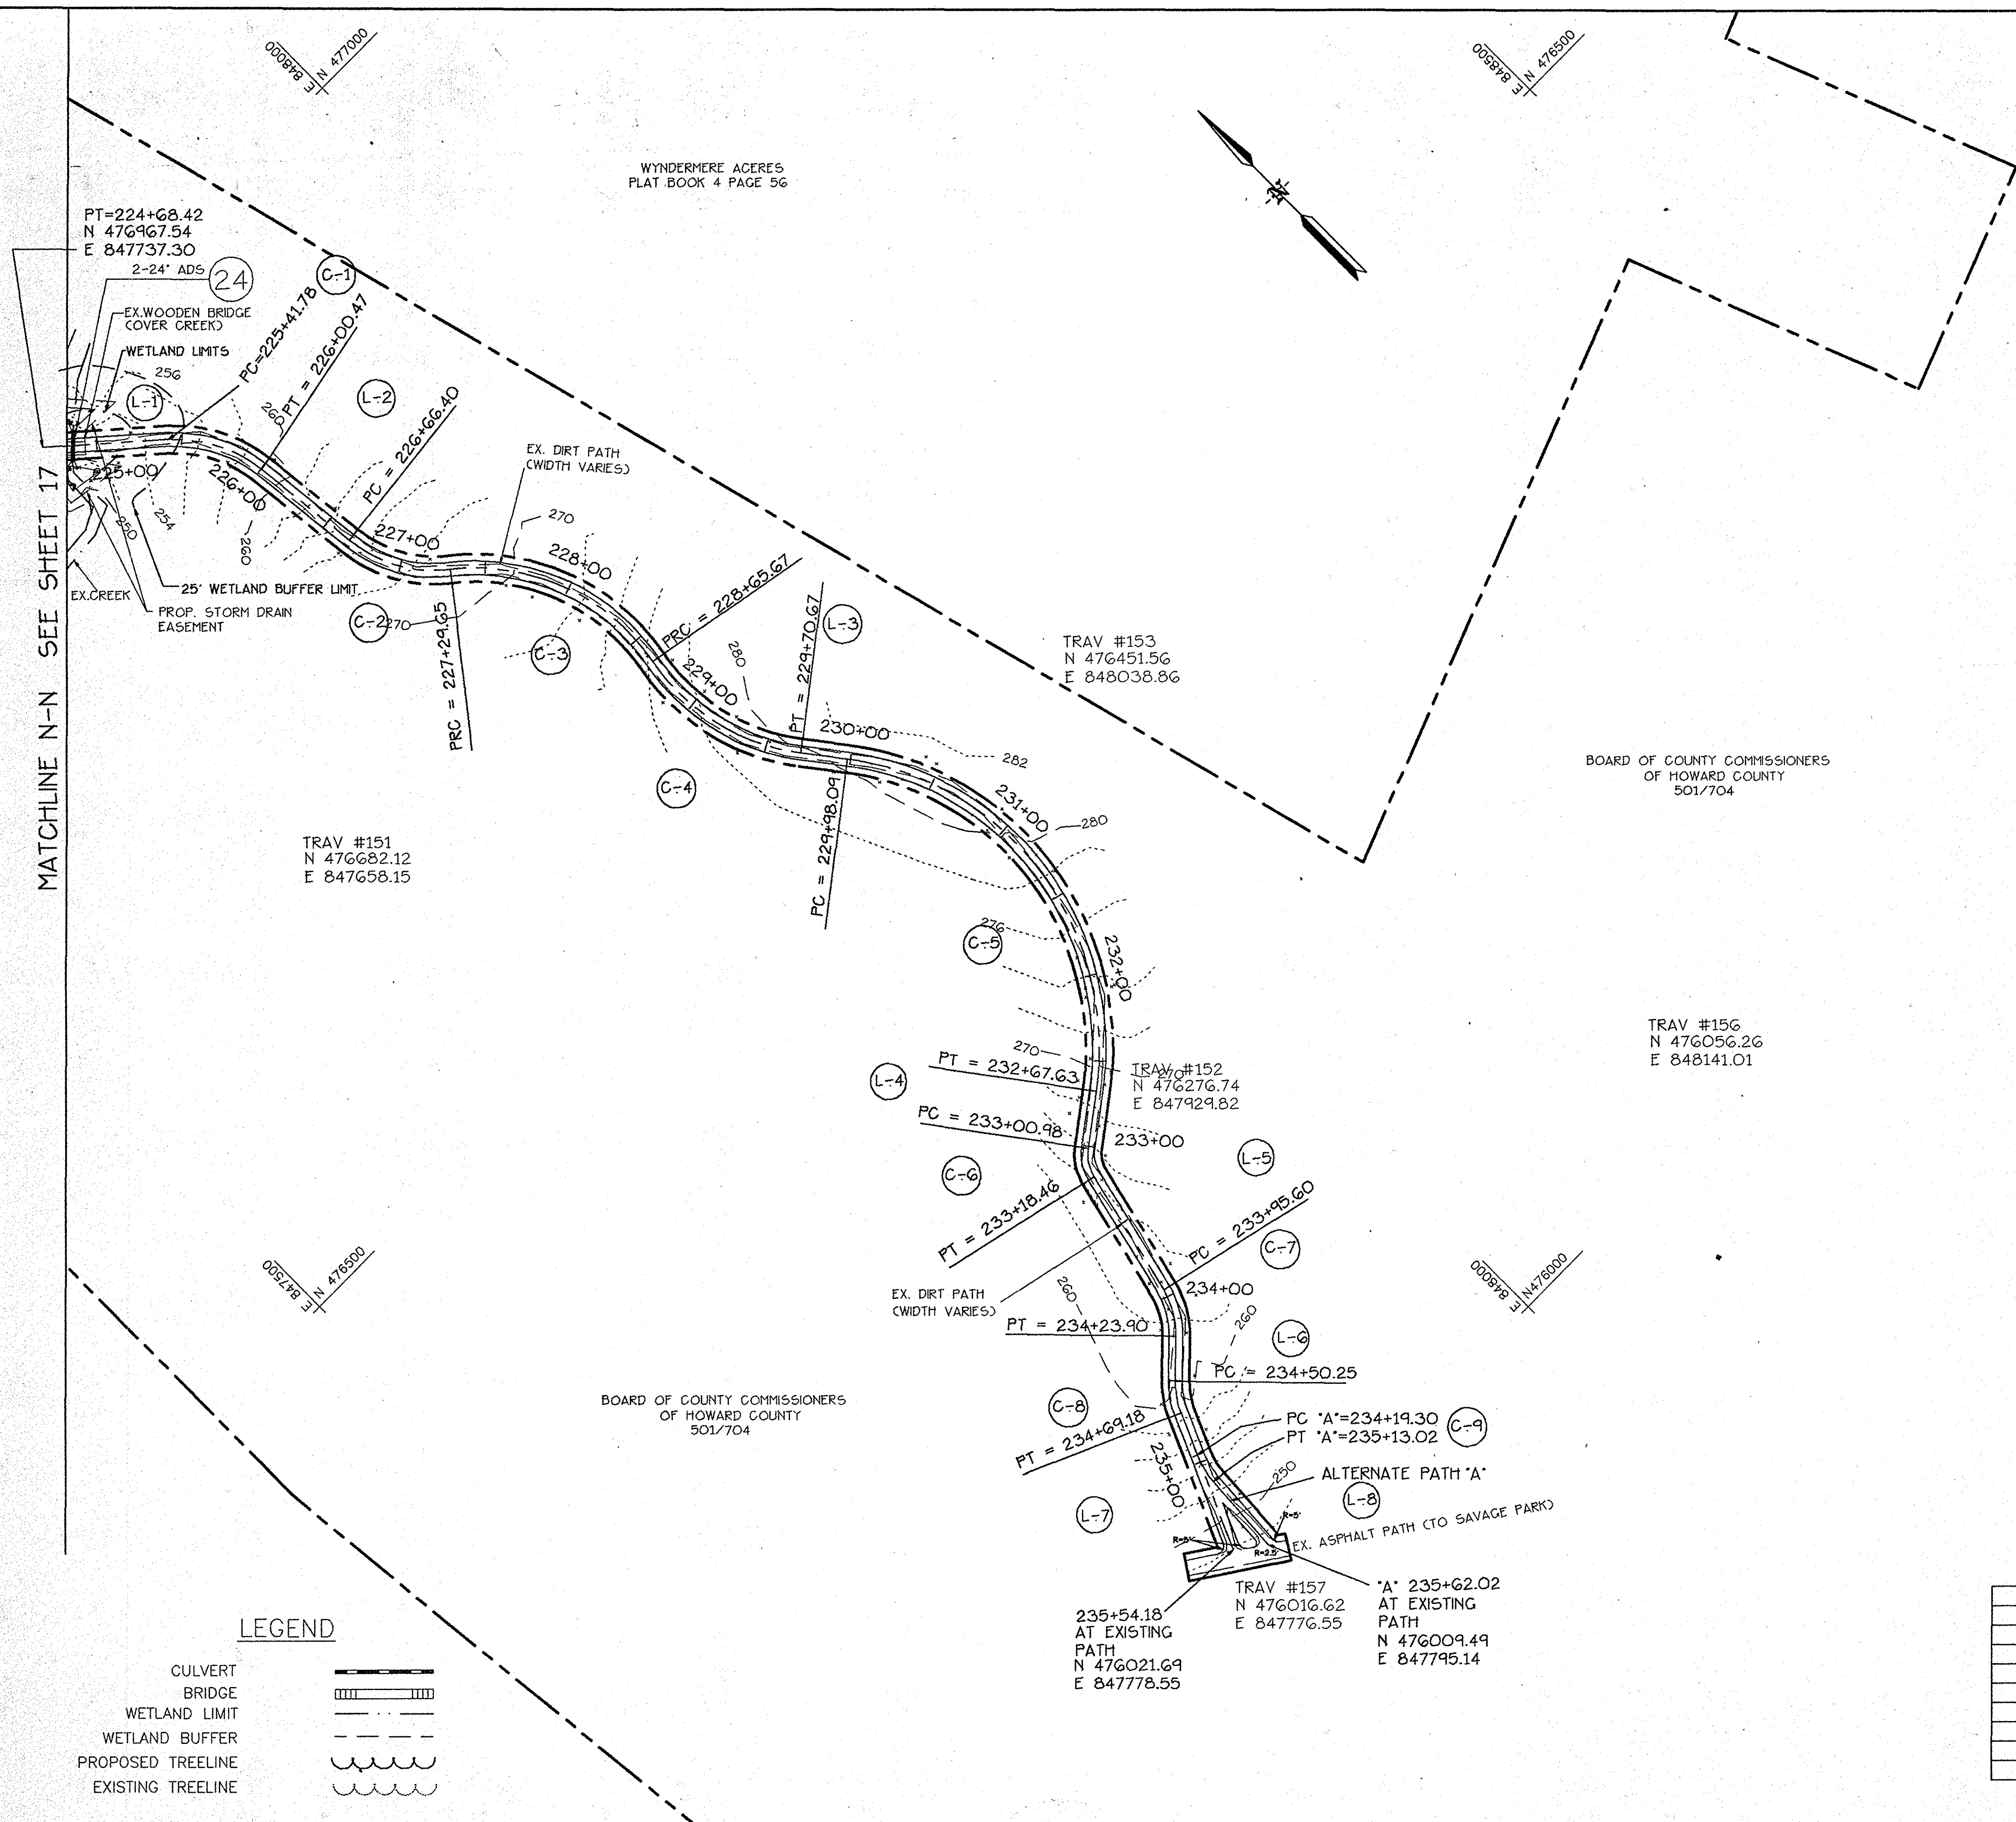 E 848000
N 477000
E 848500
N 476500
WYNDERMERE ACERES
PLAT BOOK 4 PAGE 56
PT=224+68.42
N 476967.54
E 847737.30
2-24" ADS
24
C-1
EX.WOODEN BRIDGE
(OVER CREEK)
WETLAND LIMITS
PC=225+41.78
PT = 226+00.47
256
L-1
L-2
260
PC = 226+66.40
225+00
226+00
250
254
260
EX.CREEK
25' WETLAND BUFFER LIMIT
PROP. STORM DRAIN
EASEMENT
MATCHLINE N-N SEE SHEET 17
227+00
EX. DIRT PATH
(WIDTH VARIES)
270
228+00
C-2
270
PRC = 227+29.65
C-3
PRC = 228+65.67
229+00
280
PT = 229+70.67
L-3
230+00
C-4
PC = 229+98.09
282
231+00
280
TRAV #153
N 476451.56
E 848038.86
BOARD OF COUNTY COMMISSIONERS
OF HOWARD COUNTY
501/704
TRAV #151
N 476682.12
E 847658.15
276
C-5
232+00
TRAV #156
N 476056.26
E 848141.01
270
PT = 232+67.63
L-4
TRAV #152
270
N 476276.74
E 847929.82
PC = 233+00.98
233+00
C-6
L-5
PT = 233+18.46
PC = 233+95.60
C-7
E 847500
N 476500
E 848000
N476000
EX. DIRT PATH
(WIDTH VARIES)
260
234+00
260
PT = 234+23.90
L-6
PC = 234+50.25
BOARD OF COUNTY COMMISSIONERS
OF HOWARD COUNTY
501/704
C-8
PT = 234+69.18
PC "A"=234+19.30
C-9
PT "A"=235+13.02
235+00
250
ALTERNATE PATH "A"
L-7
L-8
R=5'
R=5'
R=2.5'
EX. ASPHALT PATH (TO SAVAGE PARK)
TRAV #157
N 476016.62
E 847776.55
"A" 235+62.02
AT EXISTING
PATH
N 476009.49
E 847795.14
235+54.18
AT EXISTING
PATH
N 476021.69
E 847778.55
LEGEND
CULVERT
BRIDGE
WETLAND LIMIT
WETLAND BUFFER
PROPOSED TREELINE
EXISTING TREELINE